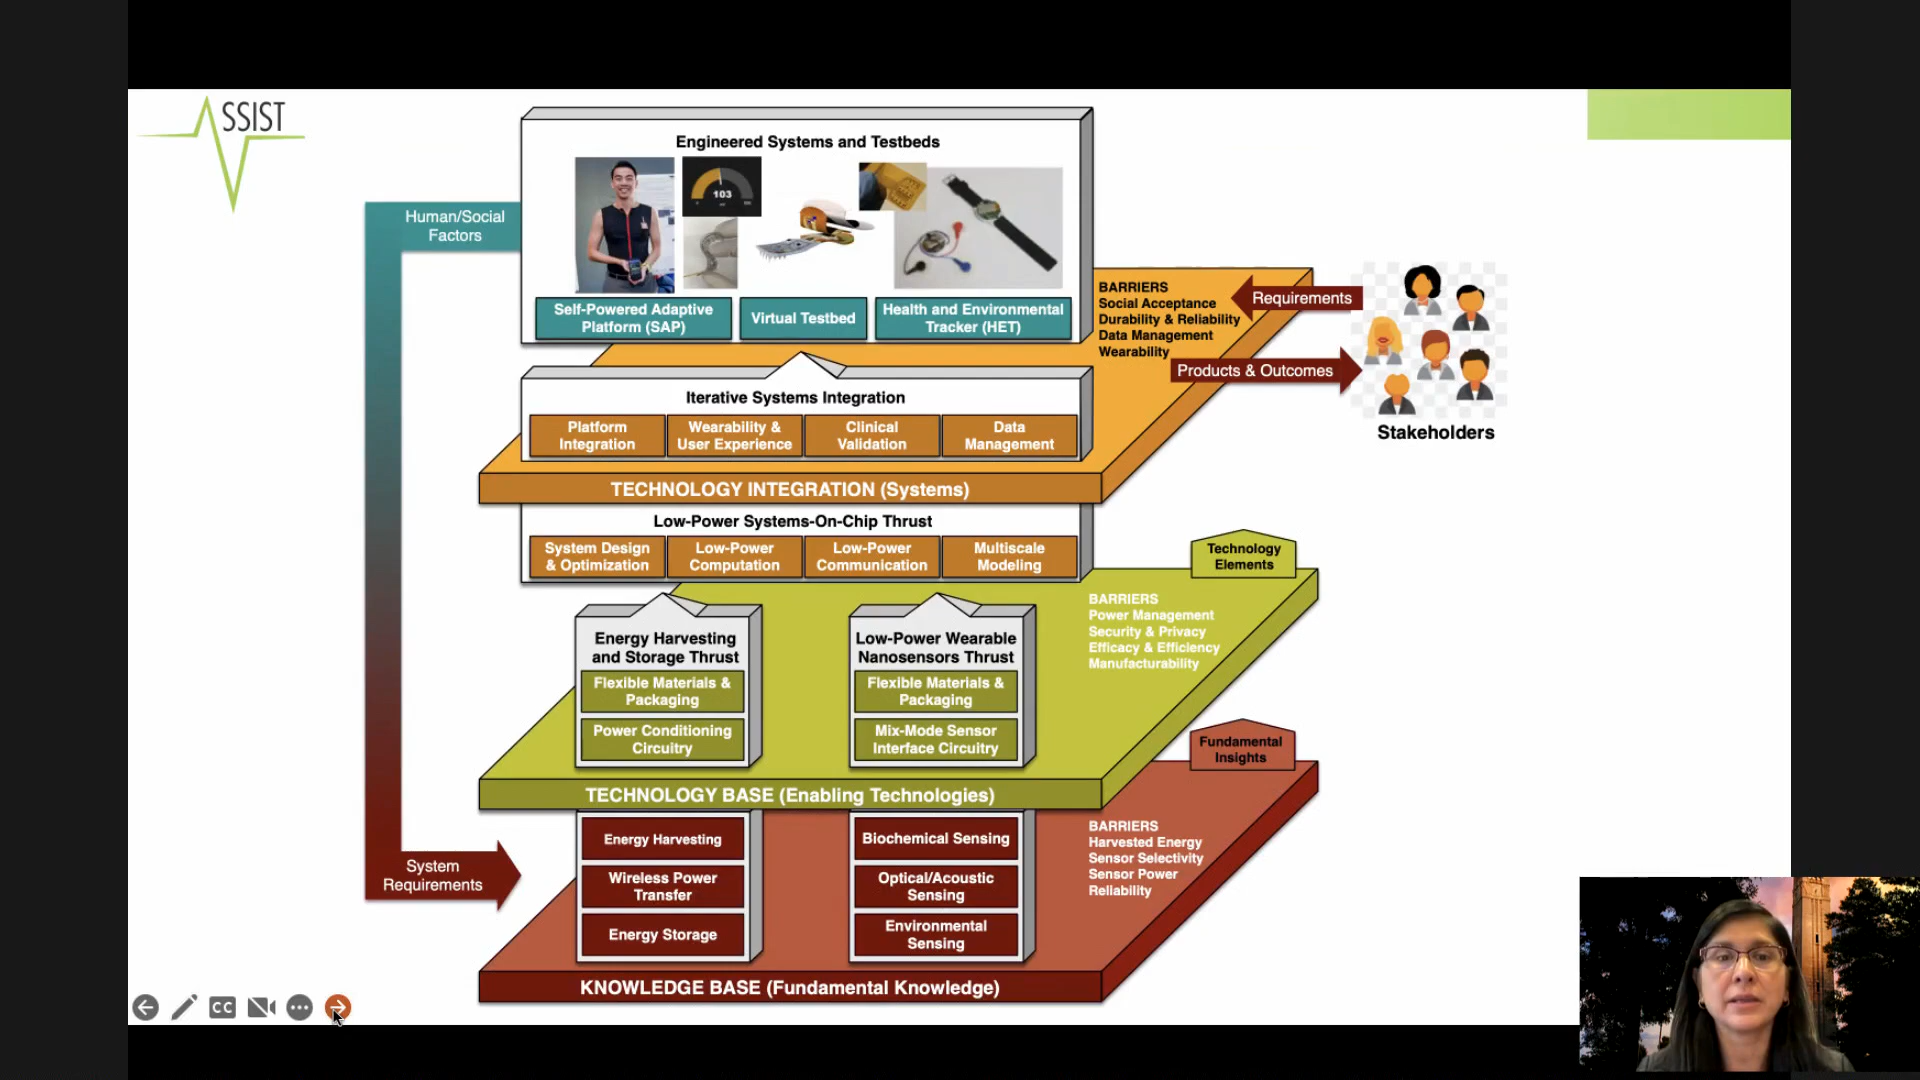 SSIST
Engineered Systems and Testbeds
103
Self-Powered Adaptive
Platform (SAP)
Virtual Testbed
Health and Environmental
Tracker (HET)
Human/Social
Factors
BARRIERS
Social Acceptance
Durability & Reliability
Data Management
Wearability
Requirements
Products & Outcomes
Stakeholders
Iterative Systems Integration
Platform
Integration
Wearability &
User Experience
Clinical
Validation
Data
Management
TECHNOLOGY INTEGRATION (Systems)
Low-Power Systems-On-Chip Thrust
System Design
& Optimization
Low-Power
Computation
Low-Power
Communication
Multiscale
Modeling
Technology
Elements
BARRIERS
Power Management
Security & Privacy
Efficacy & Efficiency
Manufacturability
Energy Harvesting
and Storage Thrust
Flexible Materials &
Packaging
Power Conditioning
Circuitry
Low-Power Wearable
Nanosensors Thrust
Flexible Materials &
Packaging
Mix-Mode Sensor
Interface Circuitry
TECHNOLOGY BASE (Enabling Technologies)
Fundamental
Insights
BARRIERS
Harvested Energy
Sensor Selectivity
Sensor Power
Reliability
Energy Harvesting
Wireless Power
Transfer
Energy Storage
Biochemical Sensing
Optical/Acoustic
Sensing
Environmental
Sensing
System
Requirements
KNOWLEDGE BASE (Fundamental Knowledge)
CC